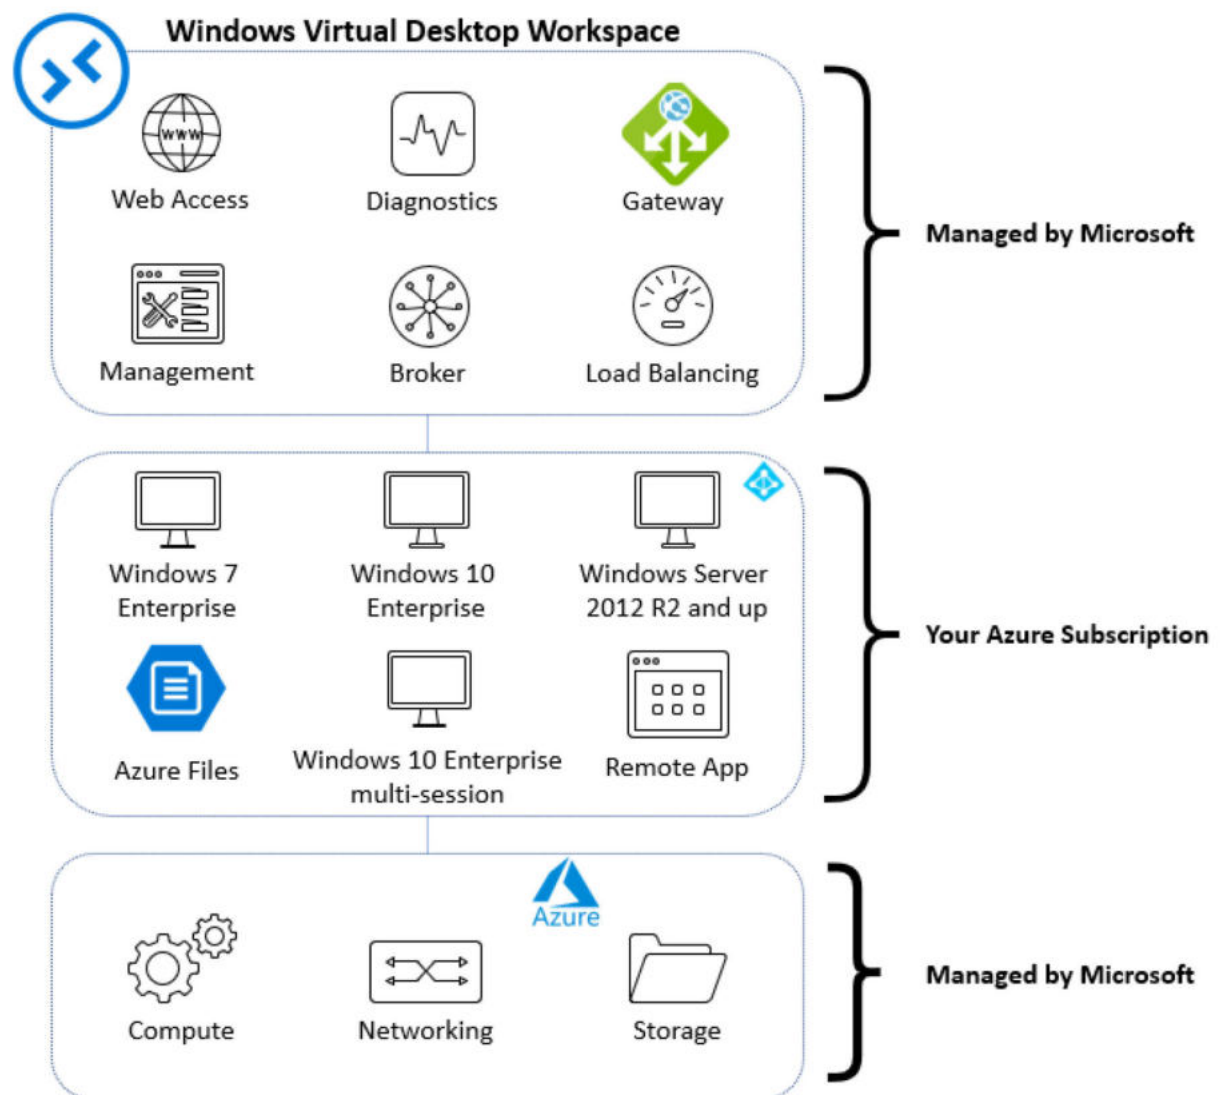 Windows Virtual Desktop Workspace
www
Web Access
Diagnostics
Gateway
Managed by Microsoft
Management
Broker
Load Balancing
Windows 7
Enterprise
Windows 10
Enterprise
Windows Server
2012 R2 and up
Your Azure Subscription
Azure Files
Windows 10 Enterprise
multi-session
Remote App
Azure
Compute
Networking
Storage
Managed by Microsoft